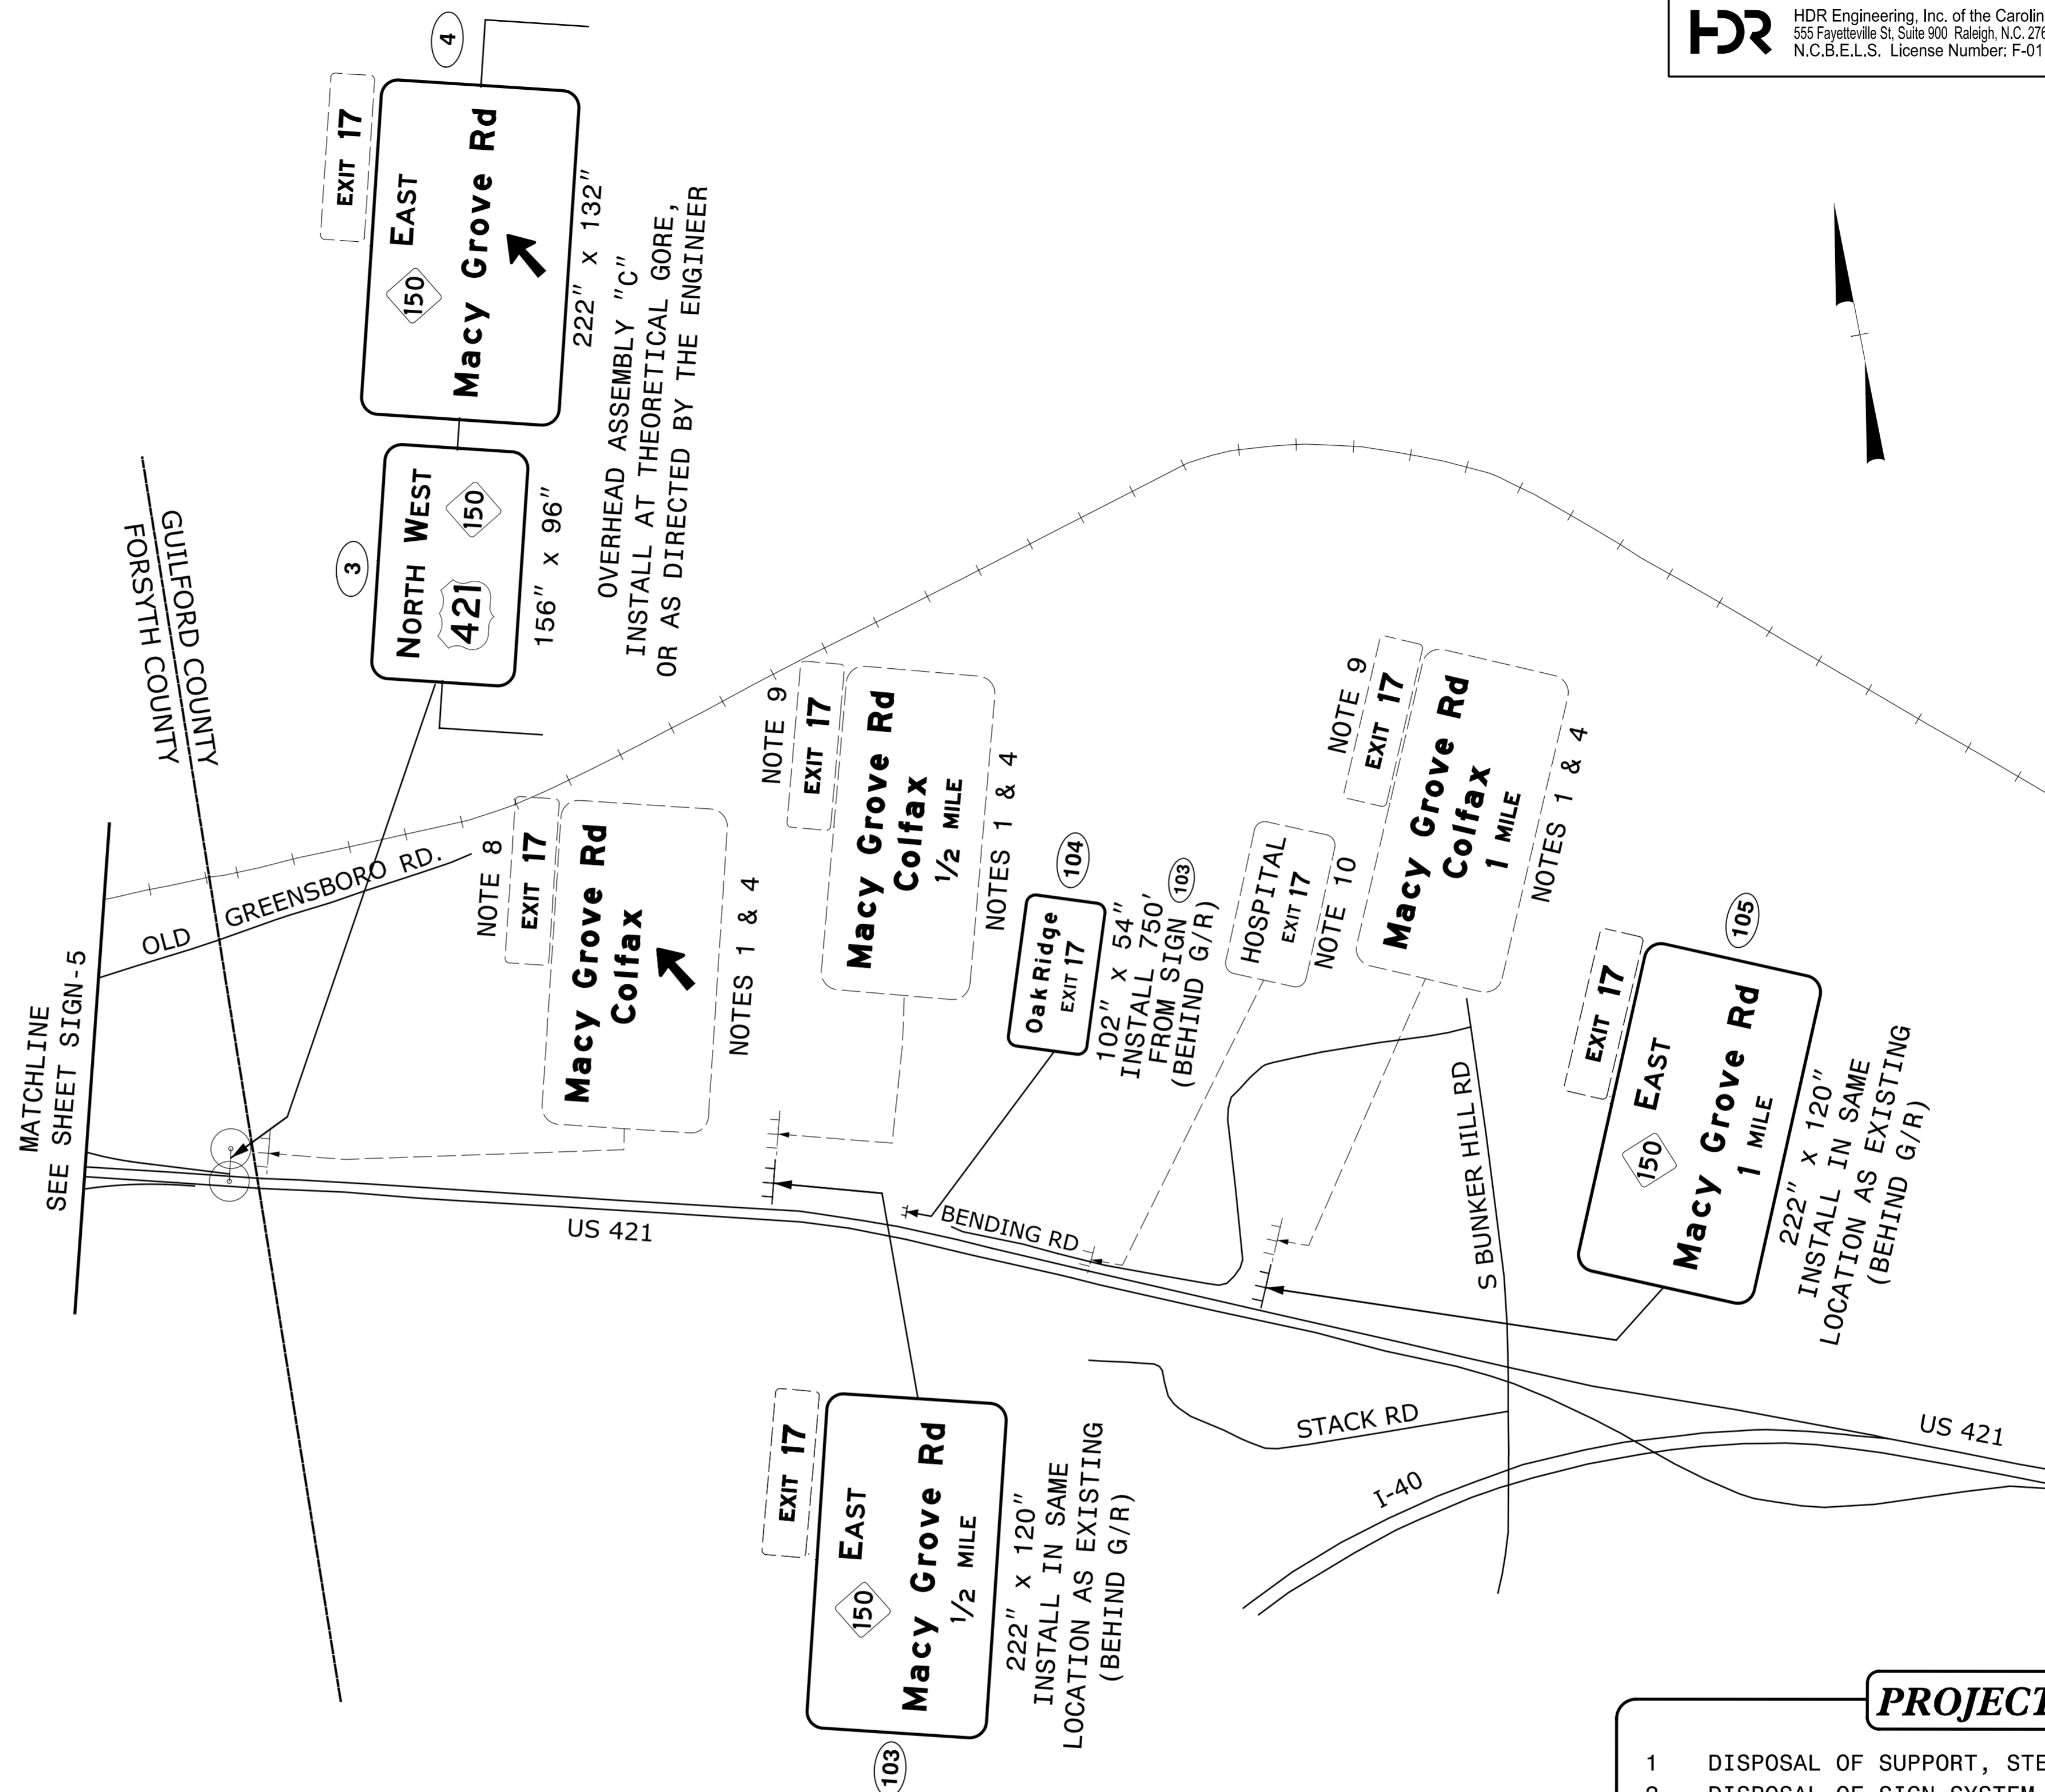 HDR
HDR Engineering, Inc. of the Carolin
555 Fayetteville St, Suite 900 Raleigh, N.C. 276
N.C.B.E.L.S. License Number: F-01
4
EXIT 17
150 EAST
Macy Grove Rd
222" x 132"
3
NORTH WEST
421 150
156" x 96"
OVERHEAD ASSEMBLY "C"
INSTALL AT THEORETICAL GORE,
OR AS DIRECTED BY THE ENGINEER
FORSYTH COUNTY
GUILFORD COUNTY
MATCHLINE
SEE SHEET SIGN-5
OLD GREENSBORO RD.
NOTE 8
EXIT 17
Macy Grove Rd
Colfax
NOTES 1 & 4
NOTE 9
EXIT 17
Macy Grove Rd
Colfax
1/2 MILE
NOTES 1 & 4
104
Oak Ridge
EXIT 17
102" x 54"
INSTALL 750'
FROM SIGN 103
(BEHIND G/R)
HOSPITAL
EXIT 17
NOTE 10
NOTE 9
EXIT 17
Macy Grove Rd
Colfax
1 MILE
NOTES 1 & 4
105
EXIT 17
150 EAST
Macy Grove Rd
1 MILE
222" x 120"
INSTALL IN SAME
LOCATION AS EXISTING
(BEHIND G/R)
US 421
BENDING RD
S BUNKER HILL RD
STACK RD
I-40
US 421
EXIT 17
150 EAST
Macy Grove Rd
1/2 MILE
222" x 120"
INSTALL IN SAME
LOCATION AS EXISTING
(BEHIND G/R)
103
PROJECT
1 DISPOSAL OF SUPPORT, STE
2 DISPOSAL OF SIGN SYSTEM